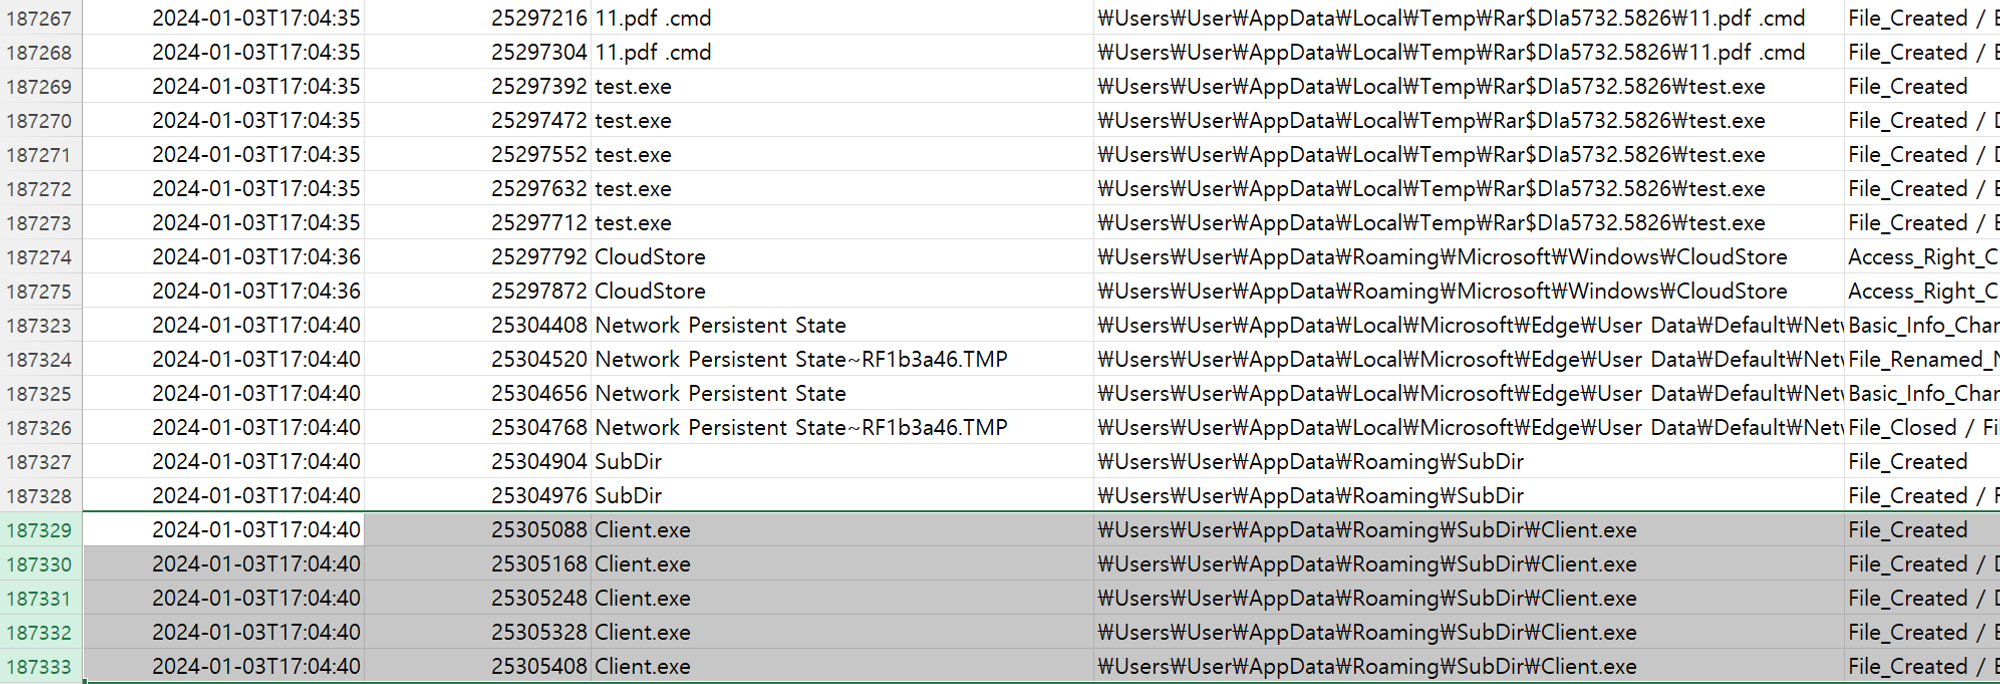 187267 2024-01-03T17:04:35 25297216 11.pdf .cmd ₩Users₩User₩AppData₩Local₩Temp₩Rar$DIa5732.5826₩11.pdf .cmd File_Created / E
187268 2024-01-03T17:04:35 25297304 11.pdf .cmd ₩Users₩User₩AppData₩Local₩Temp₩Rar$DIa5732.5826₩11.pdf .cmd File_Created / E
187269 2024-01-03T17:04:35 25297392 test.exe ₩Users₩User₩AppData₩Local₩Temp₩Rar$DIa5732.5826₩test.exe File_Created
187270 2024-01-03T17:04:35 25297472 test.exe ₩Users₩User₩AppData₩Local₩Temp₩Rar$DIa5732.5826₩test.exe File_Created / D
187271 2024-01-03T17:04:35 25297552 test.exe ₩Users₩User₩AppData₩Local₩Temp₩Rar$DIa5732.5826₩test.exe File_Created / D
187272 2024-01-03T17:04:35 25297632 test.exe ₩Users₩User₩AppData₩Local₩Temp₩Rar$DIa5732.5826₩test.exe File_Created / E
187273 2024-01-03T17:04:35 25297712 test.exe ₩Users₩User₩AppData₩Local₩Temp₩Rar$DIa5732.5826₩test.exe File_Created / E
187274 2024-01-03T17:04:36 25297792 CloudStore ₩Users₩User₩AppData₩Roaming₩Microsoft₩Windows₩CloudStore Access_Right_C
187275 2024-01-03T17:04:36 25297872 CloudStore ₩Users₩User₩AppData₩Roaming₩Microsoft₩Windows₩CloudStore Access_Right_C
187323 2024-01-03T17:04:40 25304408 Network Persistent State ₩Users₩User₩AppData₩Local₩Microsoft₩Edge₩User Data₩Default₩Netw Basic_Info_Chan
187324 2024-01-03T17:04:40 25304520 Network Persistent State~RF1b3a46.TMP ₩Users₩User₩AppData₩Local₩Microsoft₩Edge₩User Data₩Default₩Netw File_Renamed_N
187325 2024-01-03T17:04:40 25304656 Network Persistent State ₩Users₩User₩AppData₩Local₩Microsoft₩Edge₩User Data₩Default₩Netw Basic_Info_Chan
187326 2024-01-03T17:04:40 25304768 Network Persistent State~RF1b3a46.TMP ₩Users₩User₩AppData₩Local₩Microsoft₩Edge₩User Data₩Default₩Netw File_Closed / Fi
187327 2024-01-03T17:04:40 25304904 SubDir ₩Users₩User₩AppData₩Roaming₩SubDir File_Created
187328 2024-01-03T17:04:40 25304976 SubDir ₩Users₩User₩AppData₩Roaming₩SubDir File_Created / F
187329 2024-01-03T17:04:40 25305088 Client.exe ₩Users₩User₩AppData₩Roaming₩SubDir₩Client.exe File_Created
187330 2024-01-03T17:04:40 25305168 Client.exe ₩Users₩User₩AppData₩Roaming₩SubDir₩Client.exe File_Created / D
187331 2024-01-03T17:04:40 25305248 Client.exe ₩Users₩User₩AppData₩Roaming₩SubDir₩Client.exe File_Created / D
187332 2024-01-03T17:04:40 25305328 Client.exe ₩Users₩User₩AppData₩Roaming₩SubDir₩Client.exe File_Created / E
187333 2024-01-03T17:04:40 25305408 Client.exe ₩Users₩User₩AppData₩Roaming₩SubDir₩Client.exe File_Created / E